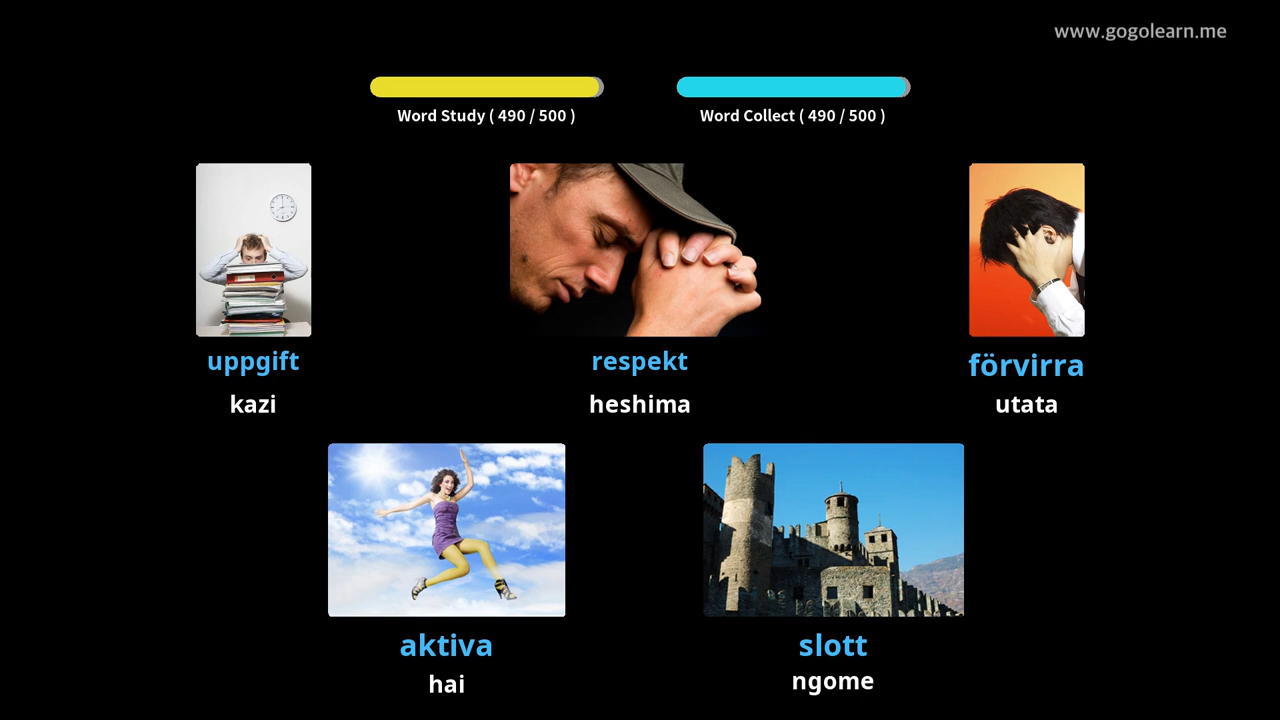 www.gogolearn.me
Word Study ( 490 / 500 )
Word Collect ( 490 / 500 )
uppgift
kazi
respekt
heshima
förvirra
utata
aktiva
hai
slott
ngome